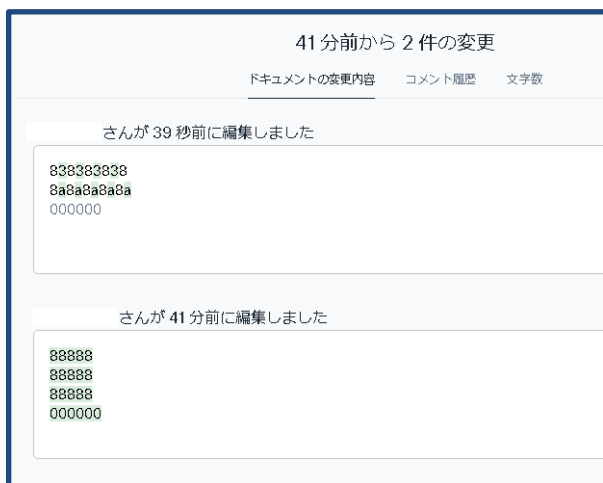 41 分前から 2 件の変更
ドキュメントの変更内容 コメント履歴 文字数
さんが 39 秒前に編集しました
838383838
8a8a8a8a8a
000000
さんが 41 分前に編集しました
88888
88888
88888
000000